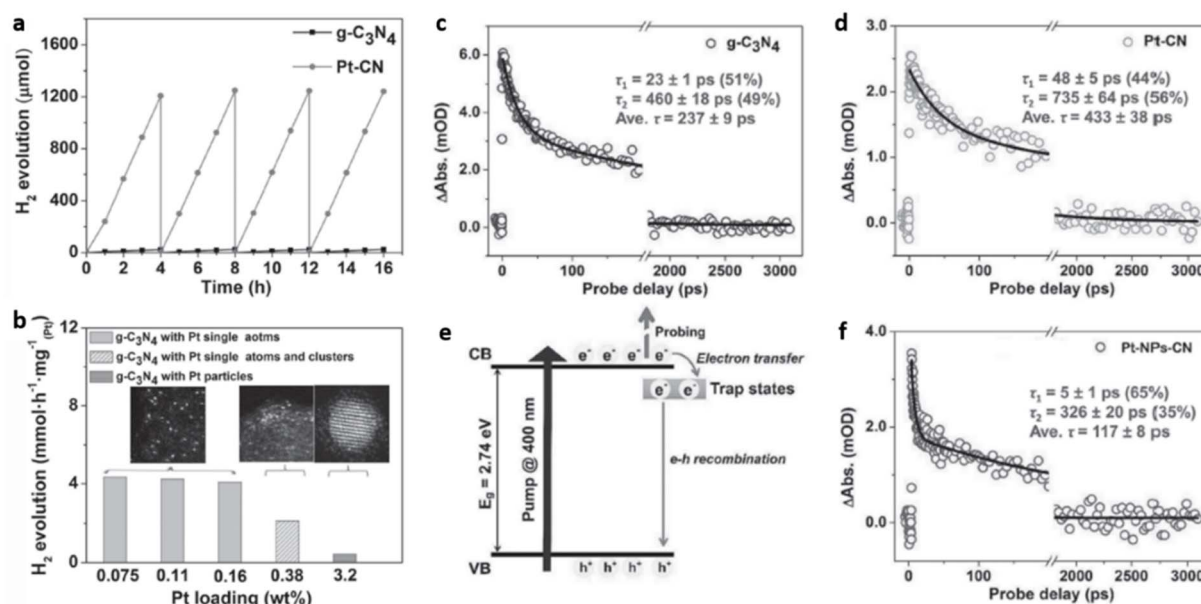 a
1600
1200
800
400
0
H₂ evolution (μmol)
g-C₃N₄
Pt-CN
0 2 4 6 8 10 12 14 16
Time (h)
b
12
8
4
0
H₂ evolution (mmol·h⁻¹·mg⁻¹(Pt))
g-C₃N₄ with Pt single aotms
g-C₃N₄ with Pt single atoms and clusters
g-C₃N₄ with Pt particles
0.075 0.11 0.16 0.38 3.2
Pt loading (wt%)
c
6.0
4.0
2.0
0.0
ΔAbs. (mOD)
g-C₃N₄
τ₁ = 23 ± 1 ps (51%)
τ₂ = 460 ± 18 ps (49%)
Ave. τ = 237 ± 9 ps
0 100 2000 2500 3000
Probe delay (ps)
d
3.0
2.0
1.0
0.0
ΔAbs. (mOD)
Pt-CN
τ₁ = 48 ± 5 ps (44%)
τ₂ = 735 ± 64 ps (56%)
Ave. τ = 433 ± 38 ps
0 100 2000 2500 3000
Probe delay (ps)
e
Probing
CB
e⁻ e⁻ e⁻ e⁻
Electron transfer
e⁻ e⁻
Trap states
E_g = 2.74 eV
Pump @ 400 nm
e-h recombination
VB
h⁺ h⁺ h⁺ h⁺
f
4.0
2.0
0.0
ΔAbs. (mOD)
Pt-NPs-CN
τ₁ = 5 ± 1 ps (65%)
τ₂ = 326 ± 20 ps (35%)
Ave. τ = 117 ± 8 ps
0 100 2000 2500 3000
Probe delay (ps)